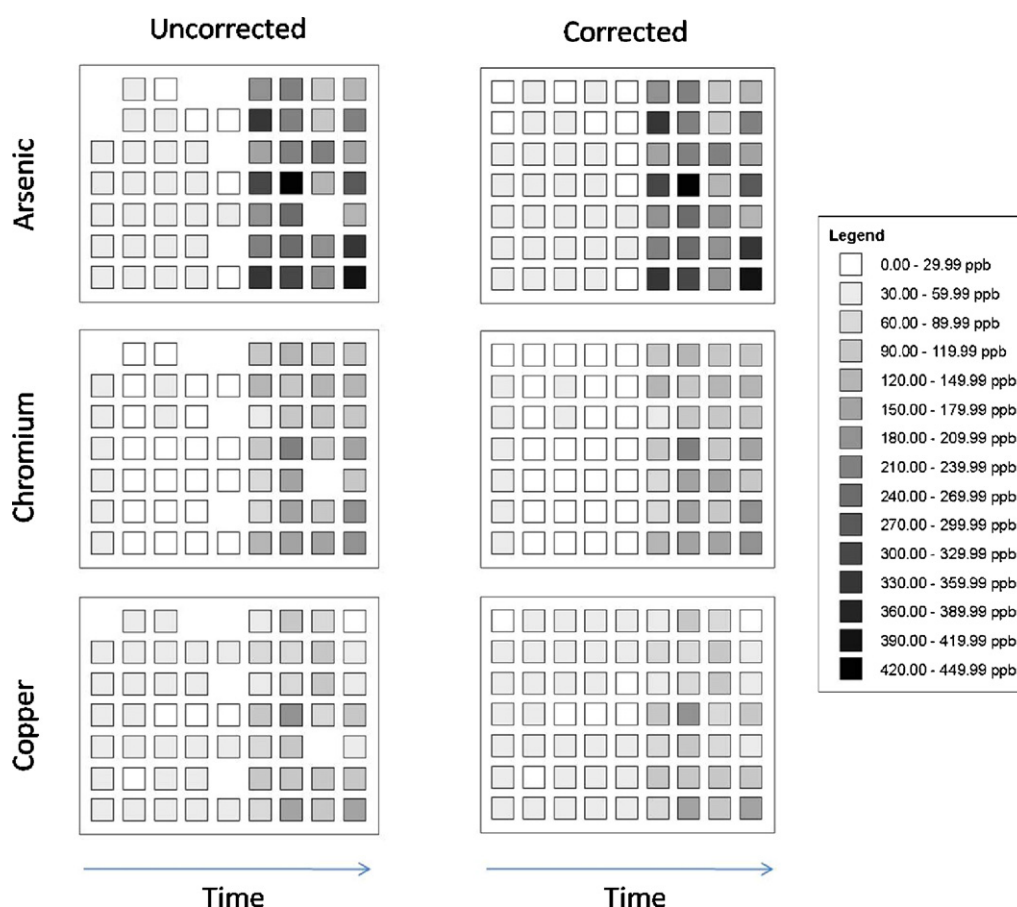 Uncorrected
Corrected
Arsenic
Chromium
Copper
Time
Time
Legend
0.00 - 29.99 ppb
30.00 - 59.99 ppb
60.00 - 89.99 ppb
90.00 - 119.99 ppb
120.00 - 149.99 ppb
150.00 - 179.99 ppb
180.00 - 209.99 ppb
210.00 - 239.99 ppb
240.00 - 269.99 ppb
270.00 - 299.99 ppb
300.00 - 329.99 ppb
330.00 - 359.99 ppb
360.00 - 389.99 ppb
390.00 - 419.99 ppb
420.00 - 449.99 ppb